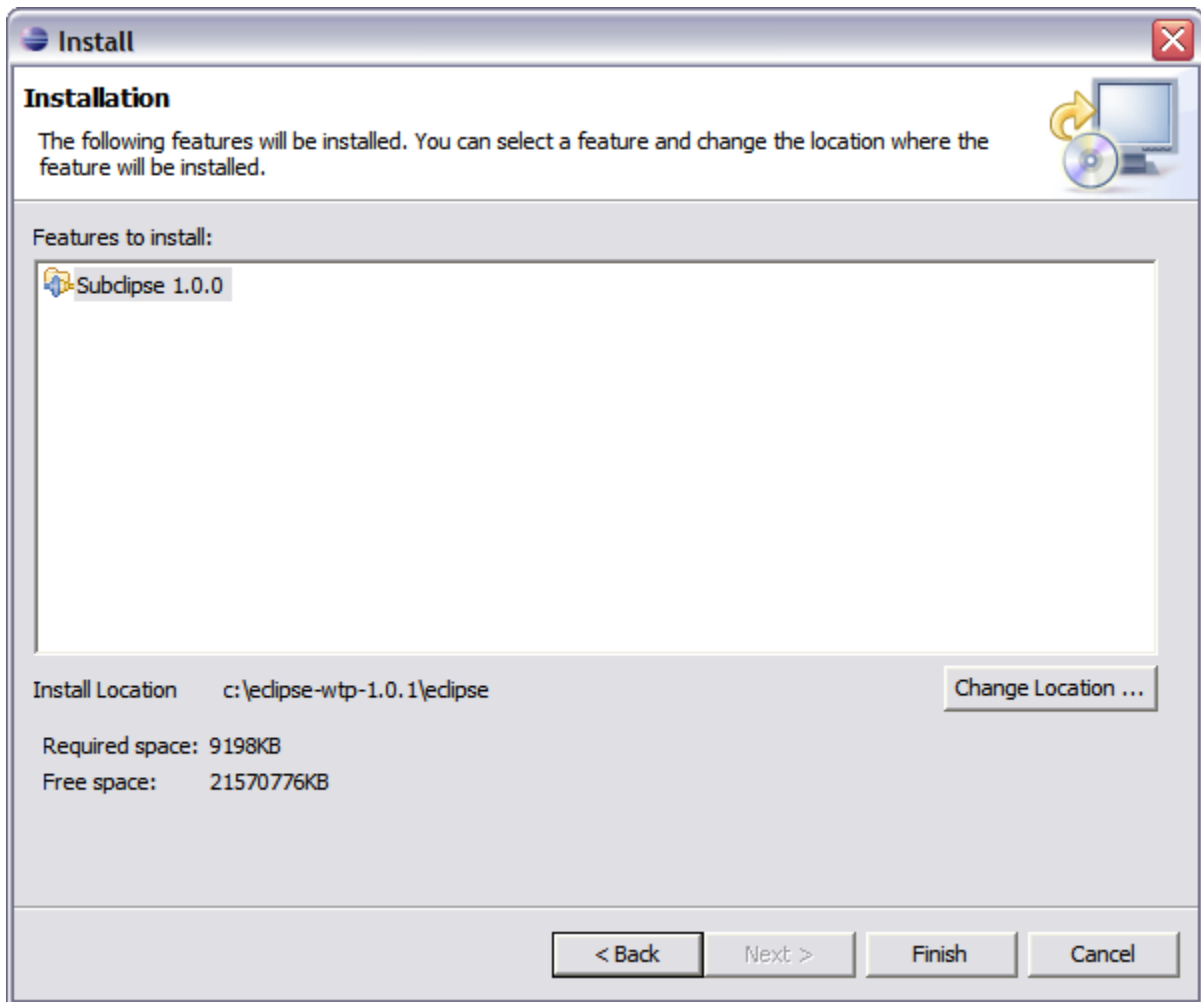 Install
Installation
The following features will be installed. You can select a feature and change the location where the
feature will be installed.
Features to install:
Subclipse 1.0.0
Install Location c:\eclipse-wtp-1.0.1\eclipse
Change Location ...
Required space: 9198KB
Free space: 21570776KB
< Back Next > Finish Cancel